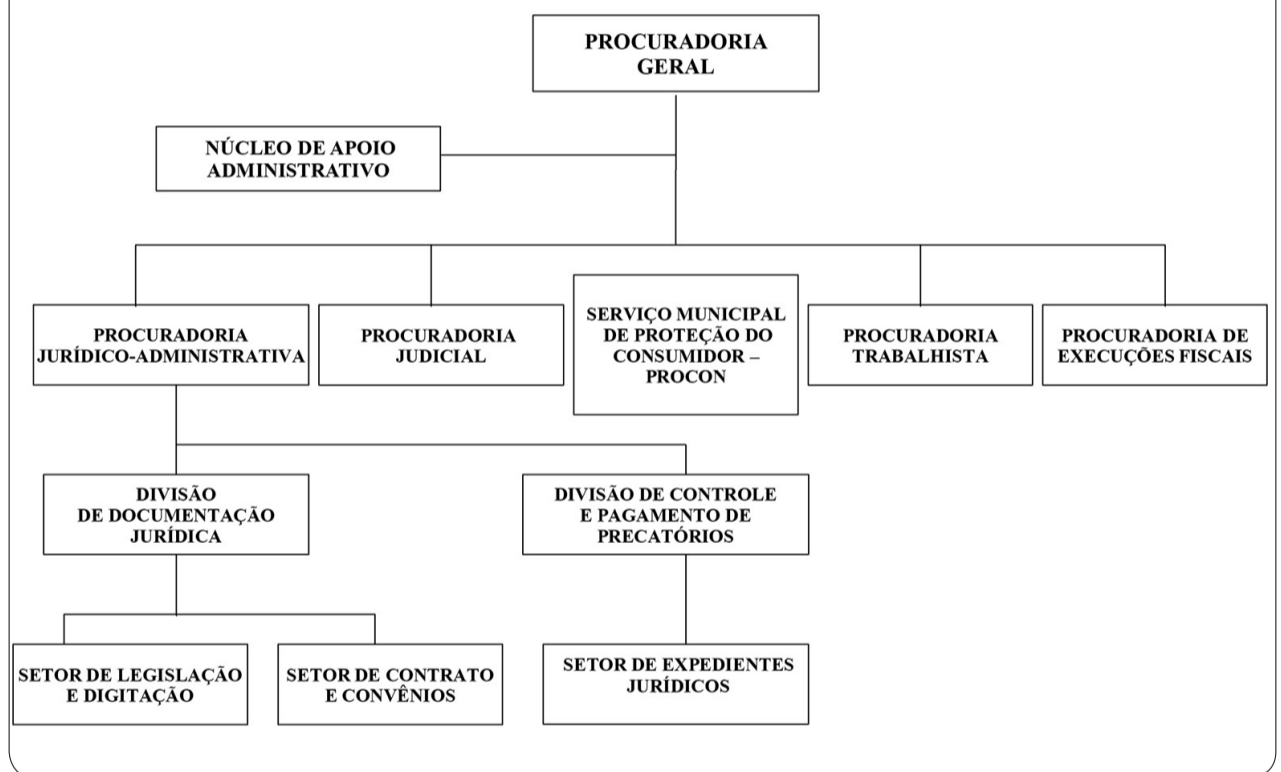 PROCURADORIA
GERAL
NÚCLEO DE APOIO
ADMINISTRATIVO
PROCURADORIA
JURÍDICO-ADMINISTRATIVA
PROCURADORIA
JUDICIAL
SERVIÇO MUNICIPAL
DE PROTEÇÃO DO
CONSUMIDOR –
PROCON
PROCURADORIA
TRABALHISTA
PROCURADORIA DE
EXECUÇÕES FISCAIS
DIVISÃO
DE DOCUMENTAÇÃO
JURÍDICA
DIVISÃO DE CONTROLE
E PAGAMENTO DE
PRECATÓRIOS
SETOR DE LEGISLAÇÃO
E DIGITAÇÃO
SETOR DE CONTRATO
E CONVÊNIOS
SETOR DE EXPEDIENTES
JURÍDICOS